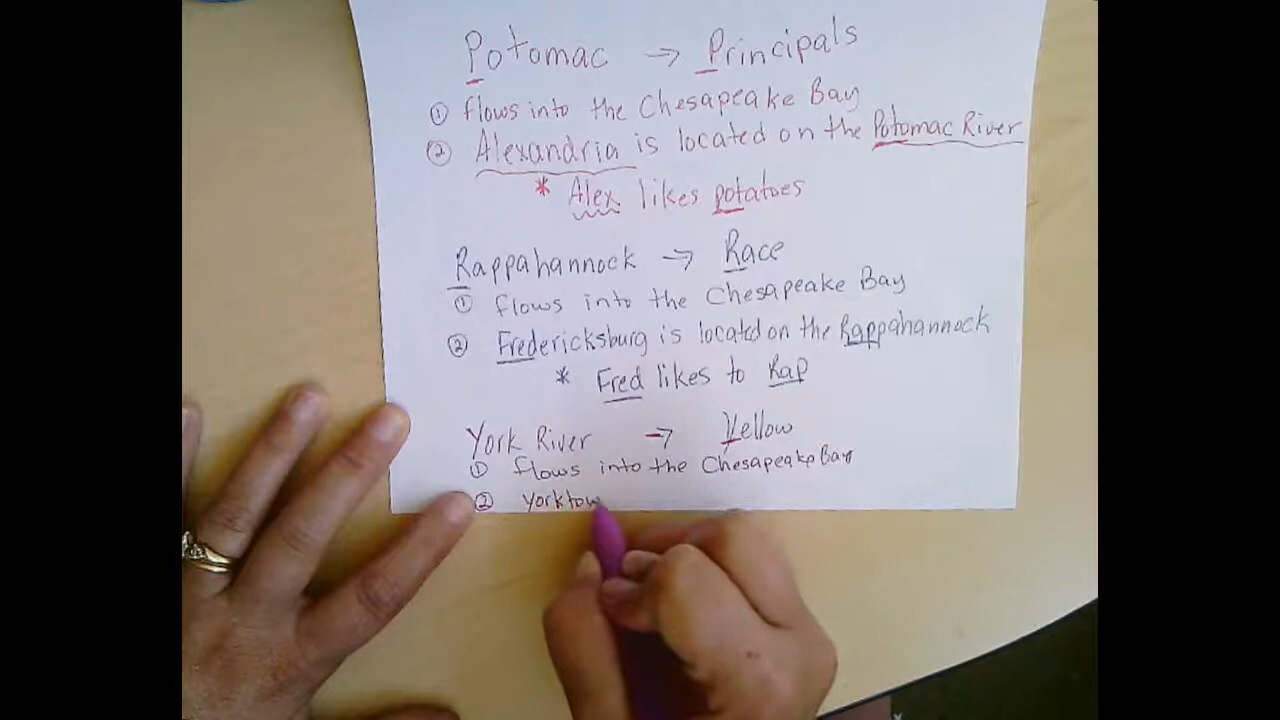 Potomac → Principals
① flows into the Chesapeake Bay
② Alexandria is located on the Potomac River
* Alex likes potatoes
Rappahannock → Race
① flows into the Chesapeake Bay
② Fredericksburg is located on the Rappahannock
* Fred likes to Rap
York River → Yellow
① flows into the Chesapeake Bay
② Yorktow